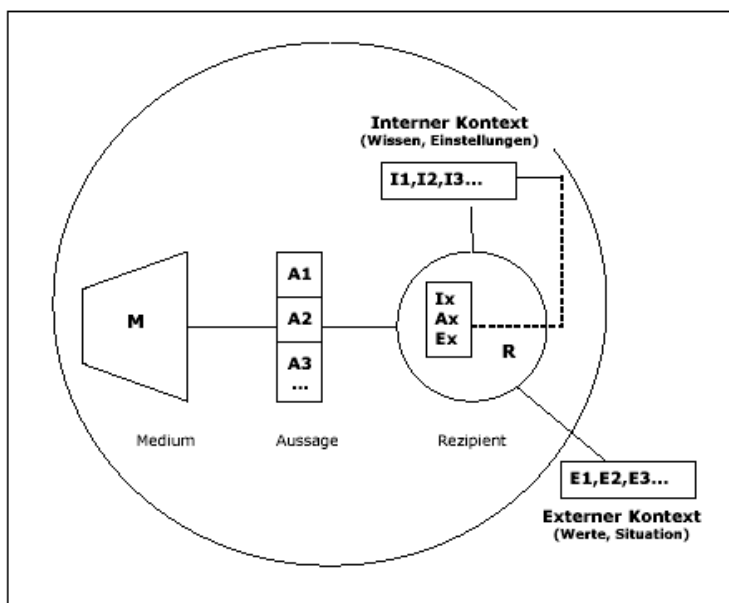 Interner Kontext
(Wissen, Einstellungen)
I1,I2,I3...
M
A1
A2
A3
...
Ix
Ax
Ex
R
Medium
Aussage
Rezipient
E1,E2,E3...
Externer Kontext
(Werte, Situation)